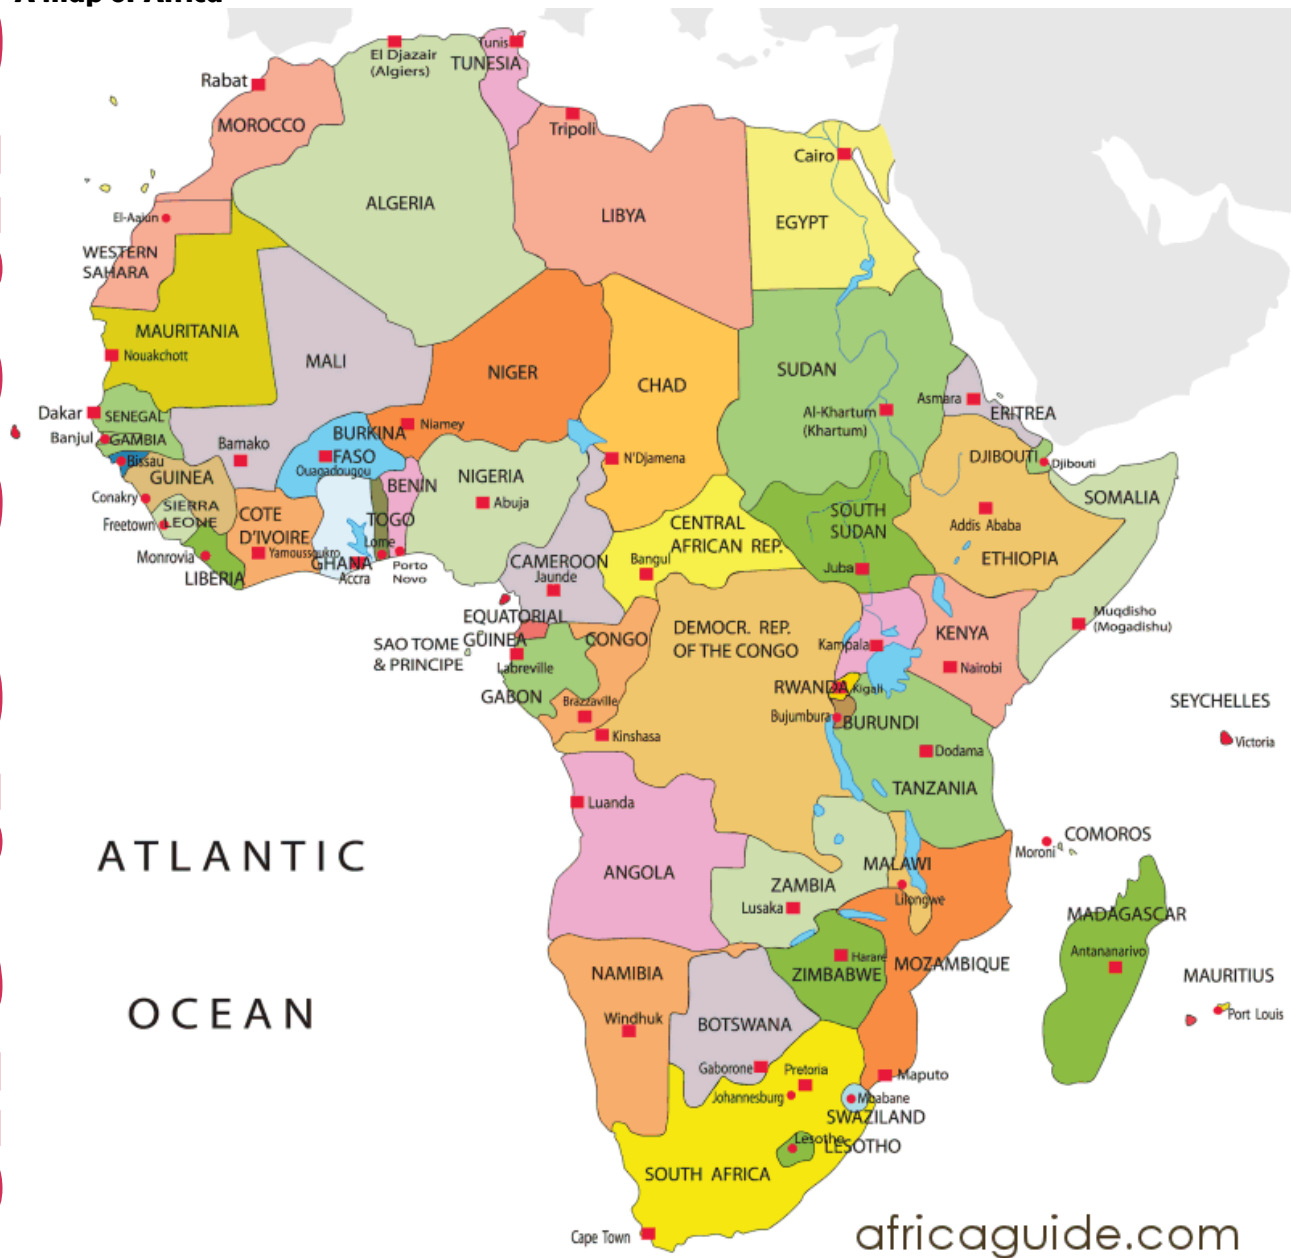 A map of Africa
Tunis
El Djazair
(Algiers)
TUNISIA
Rabat
MOROCCO
Tripoli
Cairo
ALGERIA
LIBYA
EGYPT
El-Aaiun
WESTERN
SAHARA
MAURITANIA
Nouakchott
MALI
NIGER
CHAD
SUDAN
Al-Khartum
(Khartum)
Asmara
ERITREA
Dakar
SENEGAL
Banjul
GAMBIA
Bissau
GUINEA
Bamako
BURKINA
FASO
Ouagadougou
Niamey
NIGERIA
Abuja
N'Djamena
BENIN
DJIBOUTI
Djibouti
SOMALIA
Conakry
SIERRA
LEONE
Freetown
COTE
D'IVOIRE
Yamoussoukro
TOGO
Lome
GHANA
Accra
Porto
Novo
Monrovia
LIBERIA
CENTRAL
AFRICAN REP.
Bangui
SOUTH
SUDAN
Juba
Addis Ababa
ETHIOPIA
CAMEROON
Jaunde
EQUATORIAL
GUINEA
SAO TOME
& PRINCIPE
Labreville
GABON
CONGO
Brazzaville
Kinshasa
DEMOCR. REP.
OF THE CONGO
Kampala
KENYA
Nairobi
Muqdisho
(Mogadishu)
RWANDA
Kigali
Bujumbura
BURUNDI
Dodama
TANZANIA
SEYCHELLES
Victoria
Luanda
ANGOLA
ATLANTIC
OCEAN
ZAMBIA
Lusaka
MALAWI
Lilongwe
COMOROS
Moroni
MADAGASCAR
Antananarivo
MAURITIUS
Port Louis
Harare
ZIMBABWE
MOZAMBIQUE
NAMIBIA
Windhuk
BOTSWANA
Gaborone
Pretoria
Johannesburg
Maputo
Mbabane
SWAZILAND
Lesotho
LESOTHO
SOUTH AFRICA
Cape Town
africaguide.com